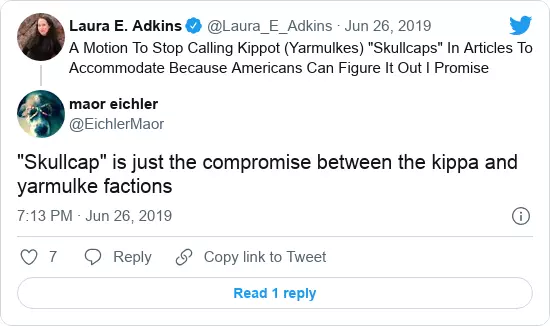 Laura E. Adkins @Laura_E_Adkins · Jun 26, 2019
A Motion To Stop Calling Kippot (Yarmulkes) "Skullcaps" In Articles To
Accommodate Because Americans Can Figure It Out I Promise
maor eichler
@EichlerMaor
"Skullcap" is just the compromise between the kippa and
yarmulke factions
7:13 PM · Jun 26, 2019
7 Reply Copy link to Tweet
Read 1 reply